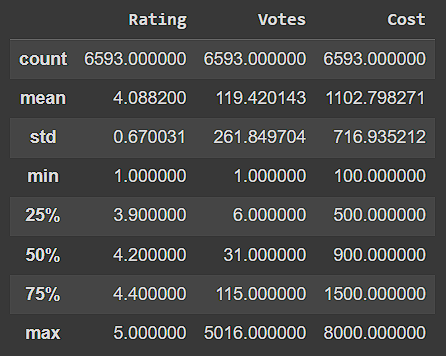 Rating Votes Cost
count 6593.000000 6593.000000 6593.000000
mean 4.088200 119.420143 1102.798271
std 0.670031 261.849704 716.935212
min 1.000000 1.000000 100.000000
25% 3.900000 6.000000 500.000000
50% 4.200000 31.000000 900.000000
75% 4.400000 115.000000 1500.000000
max 5.000000 5016.000000 8000.000000